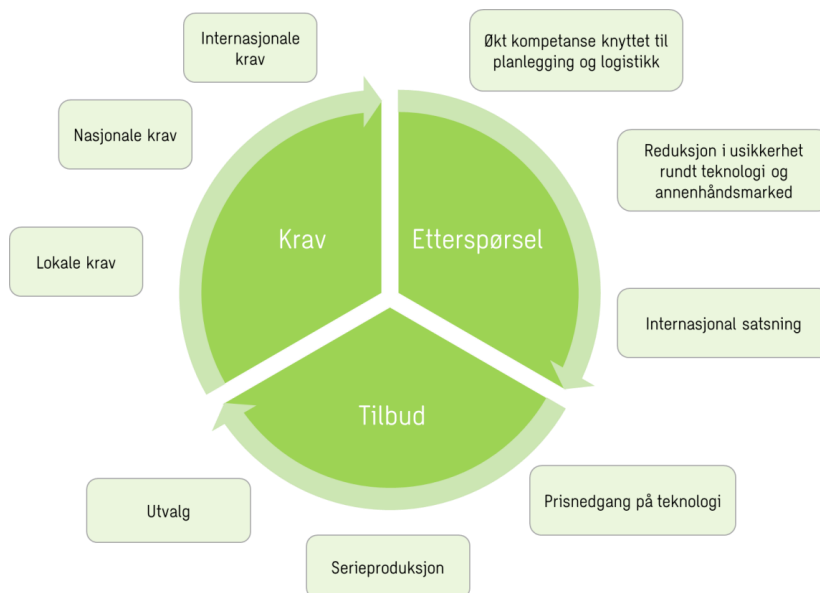 Internasjonale
krav
Økt kompetanse knyttet til
planlegging og logistikk
Nasjonale krav
Reduksjon i usikkerhet
rundt teknologi og
annenhåndsmarked
Krav
Etterspørsel
Lokale krav
Internasjonal satsning
Tilbud
Utvalg
Prisnedgang på teknologi
Serieproduksjon